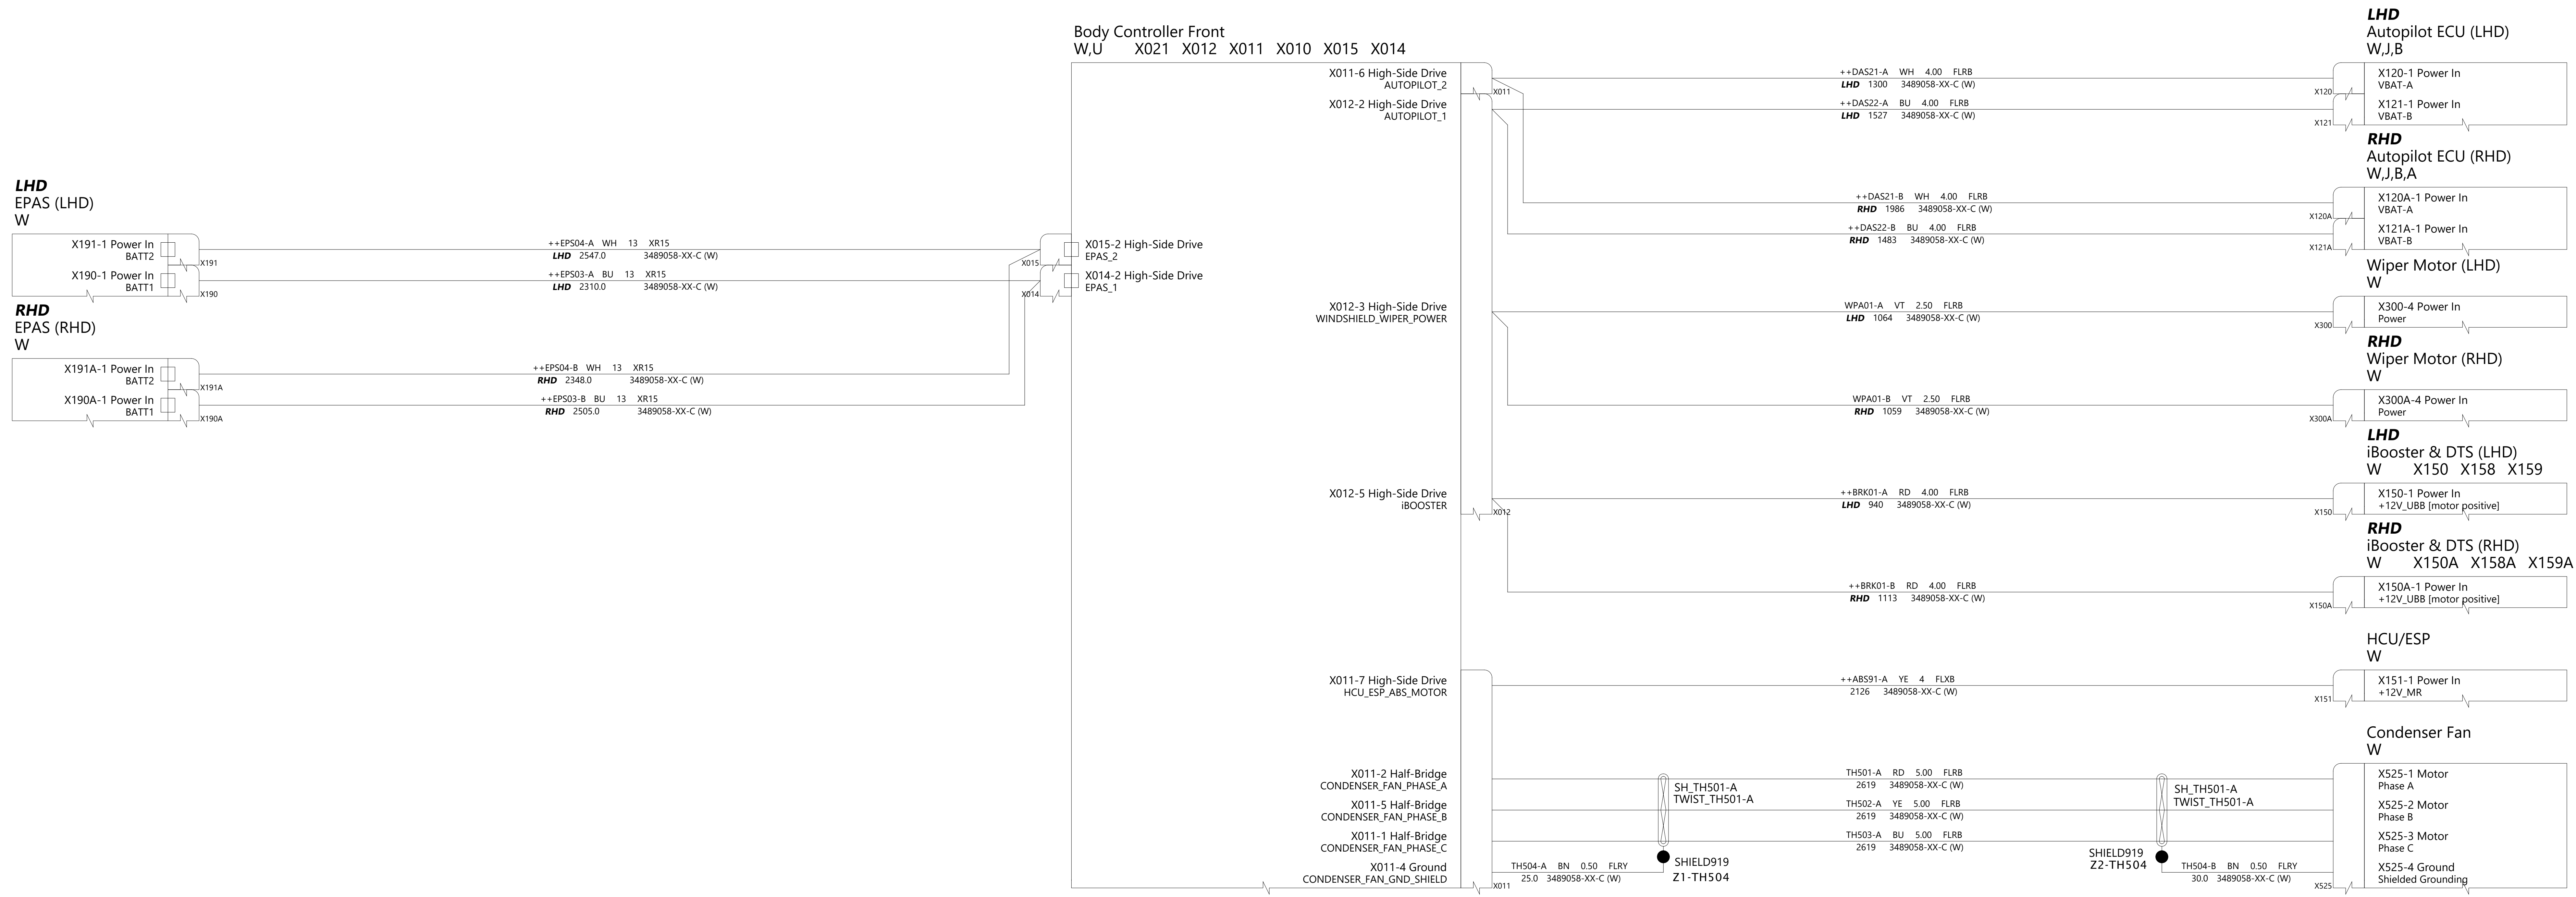 LHD
EPAS (LHD)
W
X191-1 Power In
BATT2
X191
X190-1 Power In
BATT1
X190
++EPS04-A WH 13 XR15
LHD 2547.0 3489058-XX-C (W)
++EPS03-A BU 13 XR15
LHD 2310.0 3489058-XX-C (W)
RHD
EPAS (RHD)
W
X191A-1 Power In
BATT2
X191A
X190A-1 Power In
BATT1
X190A
++EPS04-B WH 13 XR15
RHD 2348.0 3489058-XX-C (W)
++EPS03-B BU 13 XR15
RHD 2505.0 3489058-XX-C (W)
Body Controller Front
W,U X021 X012 X011 X010 X015 X014
X015
X015-2 High-Side Drive
EPAS_2
X014
X014-2 High-Side Drive
EPAS_1
X011-6 High-Side Drive
AUTOPILOT_2
X011
X012-2 High-Side Drive
AUTOPILOT_1
X012-3 High-Side Drive
WINDSHIELD_WIPER_POWER
X012-5 High-Side Drive
iBOOSTER
X012
X011-7 High-Side Drive
HCU_ESP_ABS_MOTOR
X011-2 Half-Bridge
CONDENSER_FAN_PHASE_A
X011-5 Half-Bridge
CONDENSER_FAN_PHASE_B
X011-1 Half-Bridge
CONDENSER_FAN_PHASE_C
X011-4 Ground
CONDENSER_FAN_GND_SHIELD
X011
++DAS21-A WH 4.00 FLRB
LHD 1300 3489058-XX-C (W)
++DAS22-A BU 4.00 FLRB
LHD 1527 3489058-XX-C (W)
++DAS21-B WH 4.00 FLRB
RHD 1986 3489058-XX-C (W)
++DAS22-B BU 4.00 FLRB
RHD 1483 3489058-XX-C (W)
WPA01-A VT 2.50 FLRB
LHD 1064 3489058-XX-C (W)
WPA01-B VT 2.50 FLRB
RHD 1059 3489058-XX-C (W)
++BRK01-A RD 4.00 FLRB
LHD 940 3489058-XX-C (W)
++BRK01-B RD 4.00 FLRB
RHD 1113 3489058-XX-C (W)
++ABS91-A YE 4 FLXB
2126 3489058-XX-C (W)
TH501-A RD 5.00 FLRB
2619 3489058-XX-C (W)
TH502-A YE 5.00 FLRB
2619 3489058-XX-C (W)
TH503-A BU 5.00 FLRB
2619 3489058-XX-C (W)
SH_TH501-A
TWIST_TH501-A
TH504-A BN 0.50 FLRY
25.0 3489058-XX-C (W)
SHIELD919
Z1-TH504
SH_TH501-A
TWIST_TH501-A
SHIELD919
Z2-TH504
TH504-B BN 0.50 FLRY
30.0 3489058-XX-C (W)
LHD
Autopilot ECU (LHD)
W,J,B
X120-1 Power In
VBAT-A
X120
X121-1 Power In
VBAT-B
X121
RHD
Autopilot ECU (RHD)
W,J,B,A
X120A-1 Power In
VBAT-A
X120A
X121A-1 Power In
VBAT-B
X121A
LHD
Wiper Motor (LHD)
W
X300-4 Power In
Power
X300
RHD
Wiper Motor (RHD)
W
X300A-4 Power In
Power
X300A
LHD
iBooster & DTS (LHD)
W X150 X158 X159
X150-1 Power In
+12V_UBB [motor positive]
X150
RHD
iBooster & DTS (RHD)
W X150A X158A X159A
X150A-1 Power In
+12V_UBB [motor positive]
X150A
HCU/ESP
W
X151-1 Power In
+12V_MR
X151
Condenser Fan
W
X525-1 Motor
Phase A
X525-2 Motor
Phase B
X525-3 Motor
Phase C
X525-4 Ground
Shielded Grounding
X525